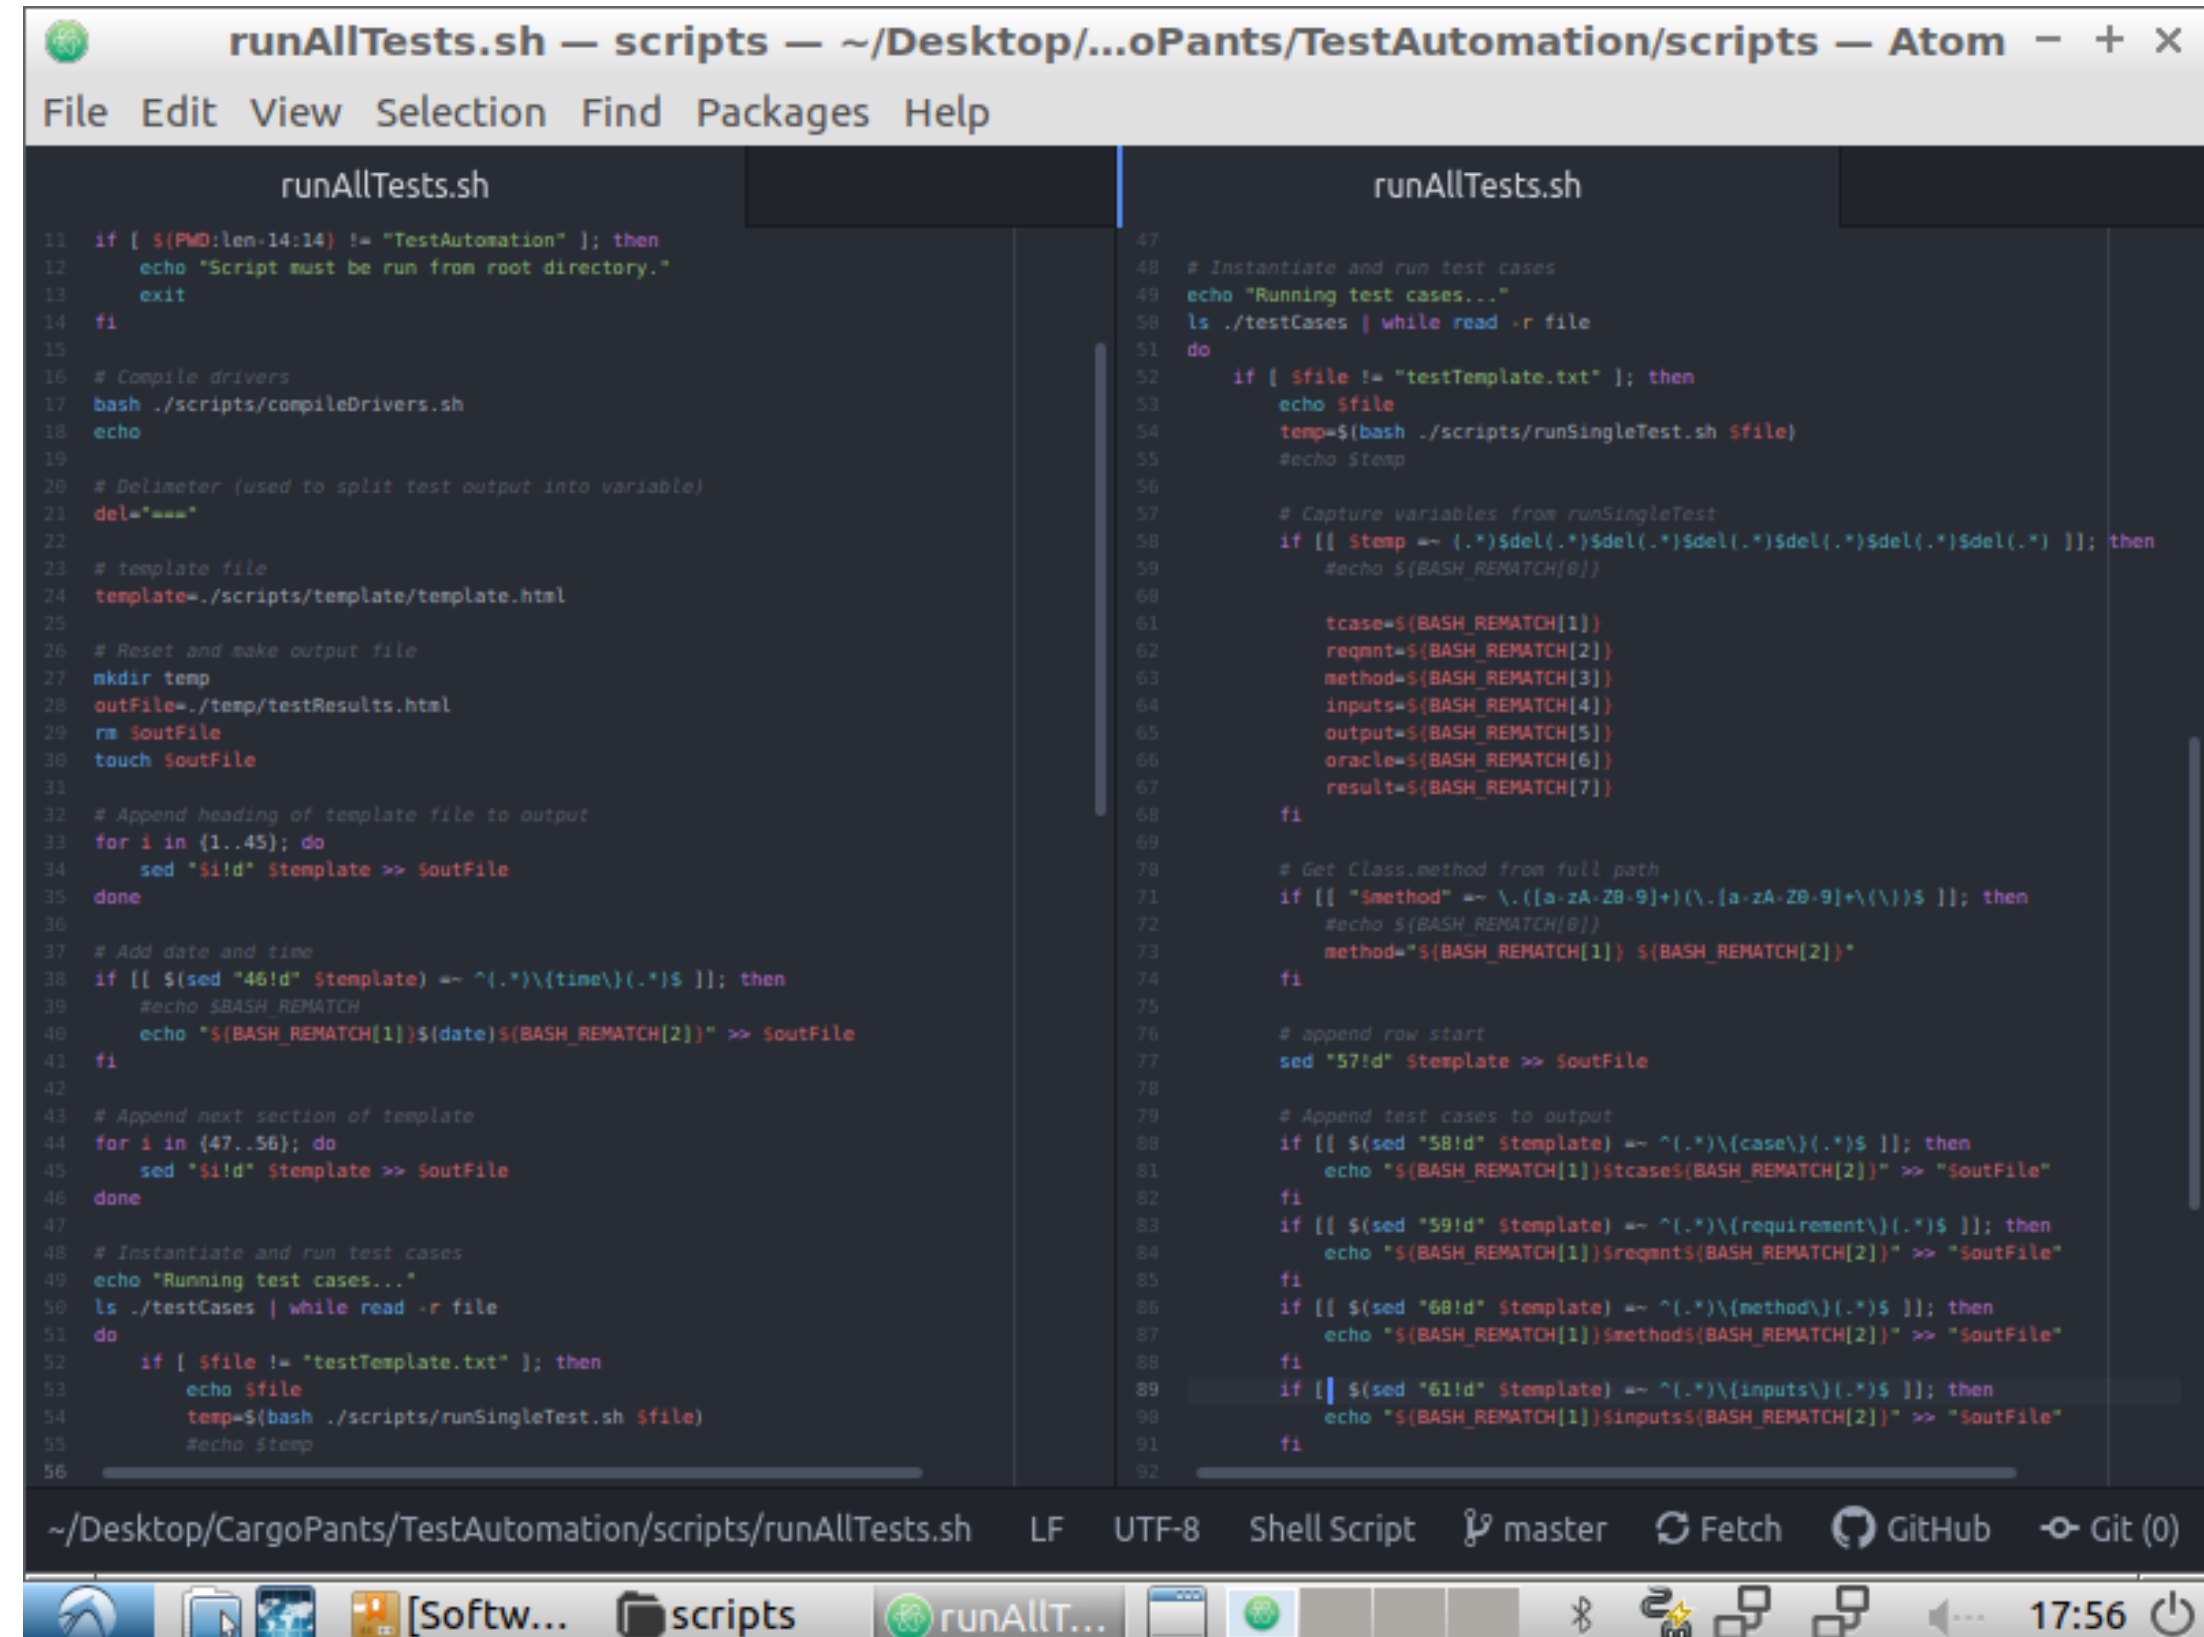 runAllTests.sh — scripts — ~/Desktop/...oPants/TestAutomation/scripts — Atom
File Edit View Selection Find Packages Help
runAllTests.sh
11 if [ ${PWD:len-14:14} != "TestAutomation" ]; then
12 echo "Script must be run from root directory."
13 exit
14 fi
15
16 # Compile drivers
17 bash ./scripts/compileDrivers.sh
18 echo
19
20 # Delimeter (used to split test output into variable)
21 del="==="
22
23 # template file
24 template=./scripts/template/template.html
25
26 # Reset and make output file
27 mkdir temp
28 outFile=./temp/testResults.html
29 rm $outFile
30 touch $outFile
31
32 # Append heading of template file to output
33 for i in {1..45}; do
34 sed "$i!d" $template >> $outFile
35 done
36
37 # Add date and time
38 if [[ $(sed "46!d" $template) =~ ^(.*)\{time\}(.*)$ ]]; then
39 #echo $BASH_REMATCH
40 echo "${BASH_REMATCH[1]}$(date)${BASH_REMATCH[2]}" >> $outFile
41 fi
42
43 # Append next section of template
44 for i in {47..56}; do
45 sed "$i!d" $template >> $outFile
46 done
47
48 # Instantiate and run test cases
49 echo "Running test cases..."
50 ls ./testCases | while read -r file
51 do
52 if [ $file != "testTemplate.txt" ]; then
53 echo $file
54 temp=$(bash ./scripts/runSingleTest.sh $file)
55 #echo $temp
56
runAllTests.sh
47
48 # Instantiate and run test cases
49 echo "Running test cases..."
50 ls ./testCases | while read -r file
51 do
52 if [ $file != "testTemplate.txt" ]; then
53 echo $file
54 temp=$(bash ./scripts/runSingleTest.sh $file)
55 #echo $temp
56
57 # Capture variables from runSingleTest
58 if [[ $temp =~ (.*)$del(.*)$del(.*)$del(.*)$del(.*)$del(.*)$del(.*) ]]; then
59 #echo ${BASH_REMATCH[0]}
60
61 tcase=${BASH_REMATCH[1]}
62 reqmnt=${BASH_REMATCH[2]}
63 method=${BASH_REMATCH[3]}
64 inputs=${BASH_REMATCH[4]}
65 output=${BASH_REMATCH[5]}
66 oracle=${BASH_REMATCH[6]}
67 result=${BASH_REMATCH[7]}
68 fi
69
70 # Get Class.method from full path
71 if [[ "$method" =~ \.([a-zA-Z0-9]+)(\.[a-zA-Z0-9]+\(\))$ ]]; then
72 #echo ${BASH_REMATCH[0]}
73 method="${BASH_REMATCH[1]} ${BASH_REMATCH[2]}"
74 fi
75
76 # append row start
77 sed "57!d" $template >> $outFile
78
79 # Append test cases to output
80 if [[ $(sed "58!d" $template) =~ ^(.*)\{case\}(.*)$ ]]; then
81 echo "${BASH_REMATCH[1]}$tcase${BASH_REMATCH[2]}" >> "$outFile"
82 fi
83 if [[ $(sed "59!d" $template) =~ ^(.*)\{requirement\}(.*)$ ]]; then
84 echo "${BASH_REMATCH[1]}$reqmnt${BASH_REMATCH[2]}" >> "$outFile"
85 fi
86 if [[ $(sed "60!d" $template) =~ ^(.*)\{method\}(.*)$ ]]; then
87 echo "${BASH_REMATCH[1]}$method${BASH_REMATCH[2]}" >> "$outFile"
88 fi
89 if [[ $(sed "61!d" $template) =~ ^(.*)\{inputs\}(.*)$ ]]; then
90 echo "${BASH_REMATCH[1]}$inputs${BASH_REMATCH[2]}" >> "$outFile"
91 fi
92
~/Desktop/CargoPants/TestAutomation/scripts/runAllTests.sh LF UTF-8 Shell Script master Fetch GitHub Git (0)
[Softw... scripts runAllT... 17:56